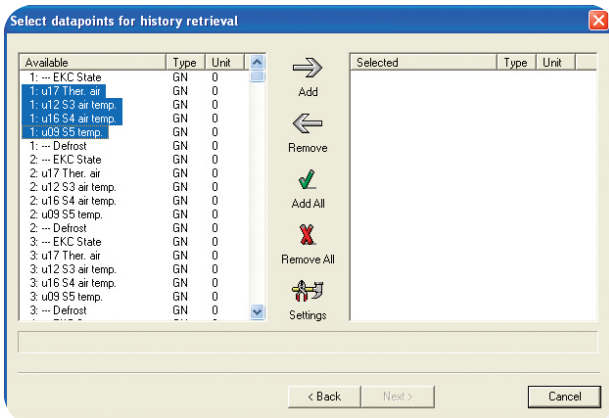 Select datapoints for history retrieval
Available Type Unit
1: --- EKC State GN 0
1: u17 Ther. air GN 0
1: u12 S3 air temp. GN 0
1: u16 S4 air temp. GN 0
1: u09 S5 temp. GN 0
1: --- Defrost GN 0
2: --- EKC State GN 0
2: u17 Ther. air GN 0
2: u12 S3 air temp. GN 0
2: u16 S4 air temp. GN 0
2: u09 S5 temp. GN 0
2: --- Defrost GN 0
3: --- EKC State GN 0
3: u17 Ther. air GN 0
3: u12 S3 air temp. GN 0
3: u16 S4 air temp. GN 0
3: u09 S5 temp. GN 0
3: --- Defrost GN 0
Add
Remove
Add All
Remove All
Settings
Selected Type Unit
< Back
Next >
Cancel